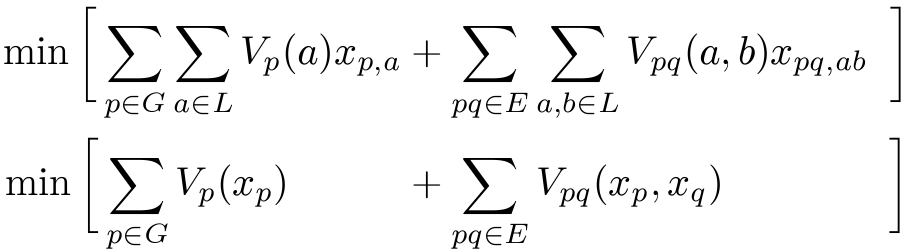 min [ ∑_{p∈G} ∑_{a∈L} V_p(a)x_{p,a} + ∑_{pq∈E} ∑_{a,b∈L} V_{pq}(a,b)x_{pq,ab} ]
min [ ∑_{p∈G} V_p(x_p) + ∑_{pq∈E} V_{pq}(x_p,x_q) ]